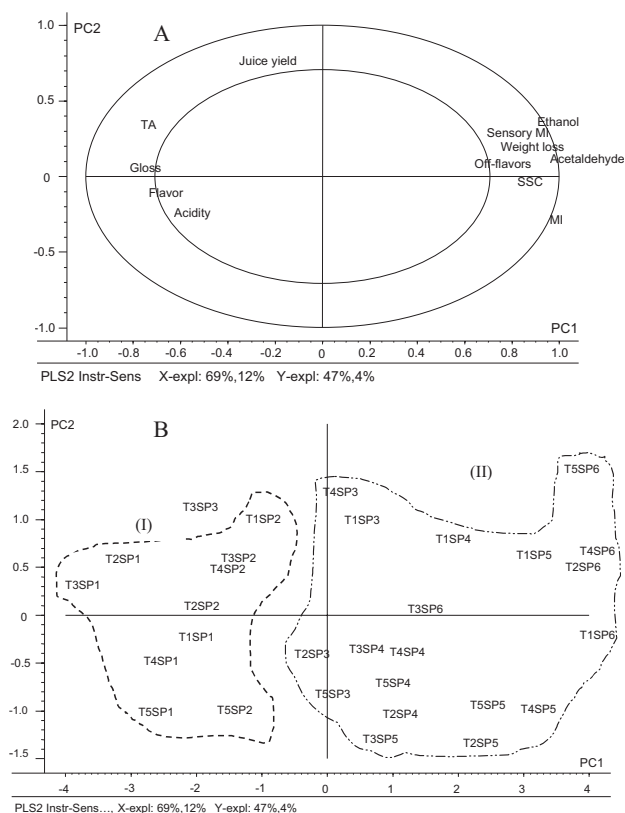 1.0
PC2
A
Juice yield
0.5
TA
Ethanol
Sensory MI
Weight loss
Gloss
Off-flavors
Acetaldehyde
0
SSC
Flavor
Acidity
MI
-0.5
-1.0
PC1
-1.0 -0.8 -0.6 -0.4 -0.2 0 0.2 0.4 0.6 0.8 1.0
PLS2 Instr-Sens X-expl: 69%,12% Y-expl: 47%,4%
2.0
PC2
B
1.5
(II)
T5SP6
T4SP3
T3SP3
1.0
(I)
T1SP2
T1SP3
T1SP4
T2SP1
T3SP2
T1SP5
T4SP6
0.5
T4SP2
T2SP6
T3SP1
T2SP2
T3SP6
0
T1SP1
T1SP6
T2SP3
T3SP4
T4SP4
-0.5
T4SP1
T5SP3
T5SP4
-1.0
T5SP1
T5SP2
T2SP4
T5SP5
T4SP5
T3SP5
T2SP5
-1.5
PC1
-4 -3 -2 -1 0 1 2 3 4
PLS2 Instr-Sens..., X-expl: 69%,12% Y-expl: 47%,4%